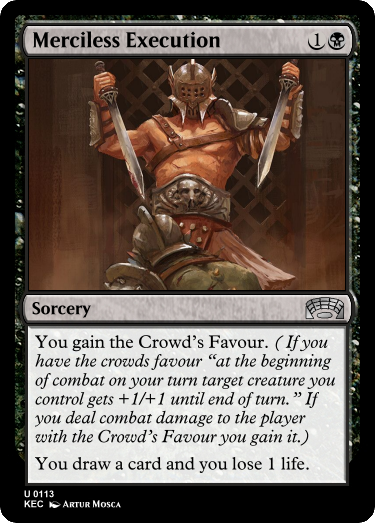 Merciless Execution 1
Sorcery
You gain the Crowd's Favour. ( If you
have the crowds favour “at the beginning
of combat on your turn target creature you
control gets +1/+1 until end of turn.” If
you deal combat damage to the player
with the Crowd's Favour you gain it.)
You draw a card and you lose 1 life.
U 0113
KEC Artur Mosca